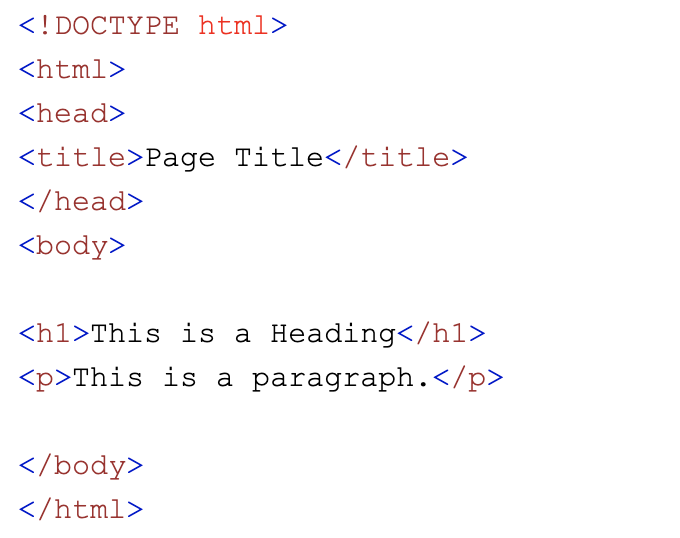 <!DOCTYPE html>
<html>
<head>
<title>Page Title</title>
</head>
<body>
<h1>This is a Heading</h1>
<p>This is a paragraph.</p>
</body>
</html>